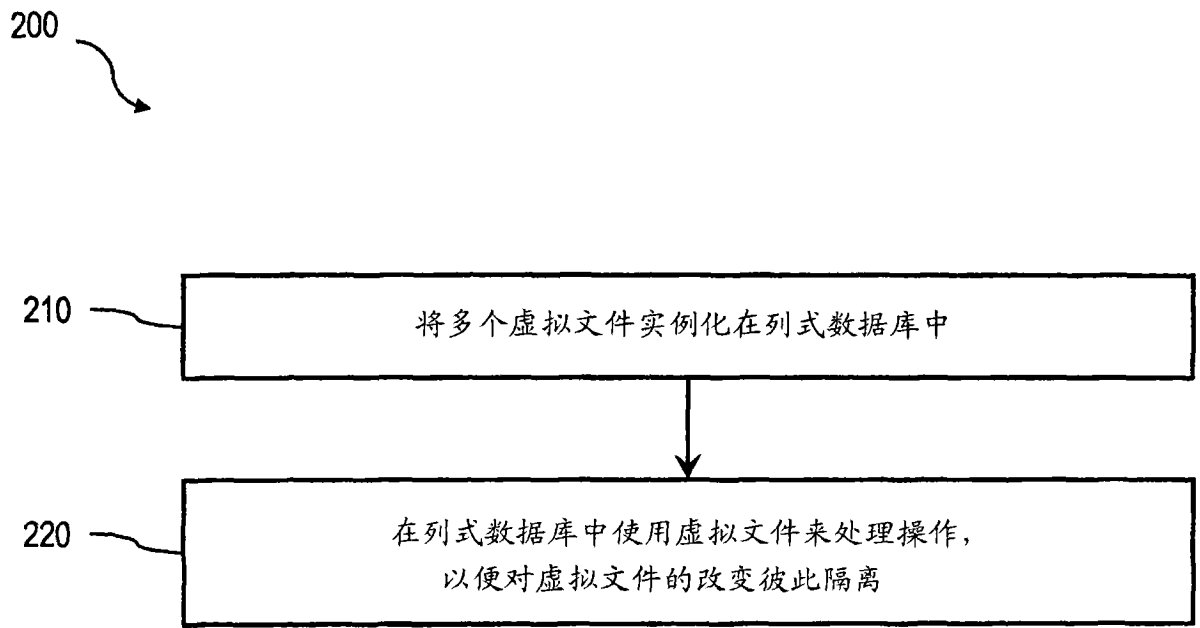 200
210
将多个虚拟文件实例化在列式数据库中
220
在列式数据库中使用虚拟文件来处理操作，
以便对虚拟文件的改变彼此隔离